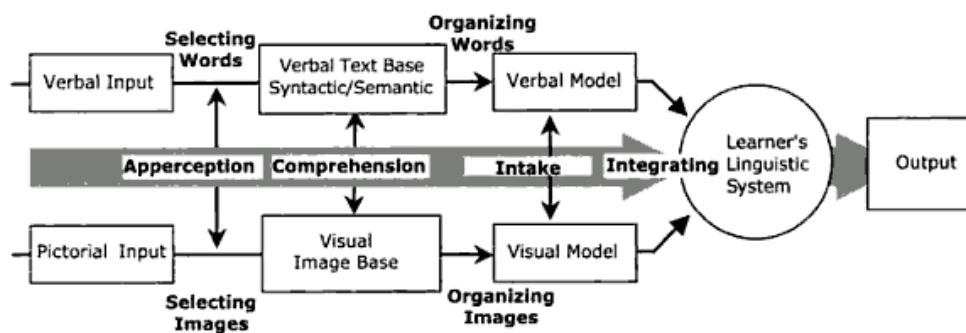 Selecting
Words
Organizing
Words
Verbal Input
Verbal Text Base
Syntactic/Semantic
Verbal Model
Apperception
Comprehension
Intake
Integrating
Learner's
Linguistic
System
Output
Pictorial Input
Visual
Image Base
Visual Model
Selecting
Images
Organizing
Images